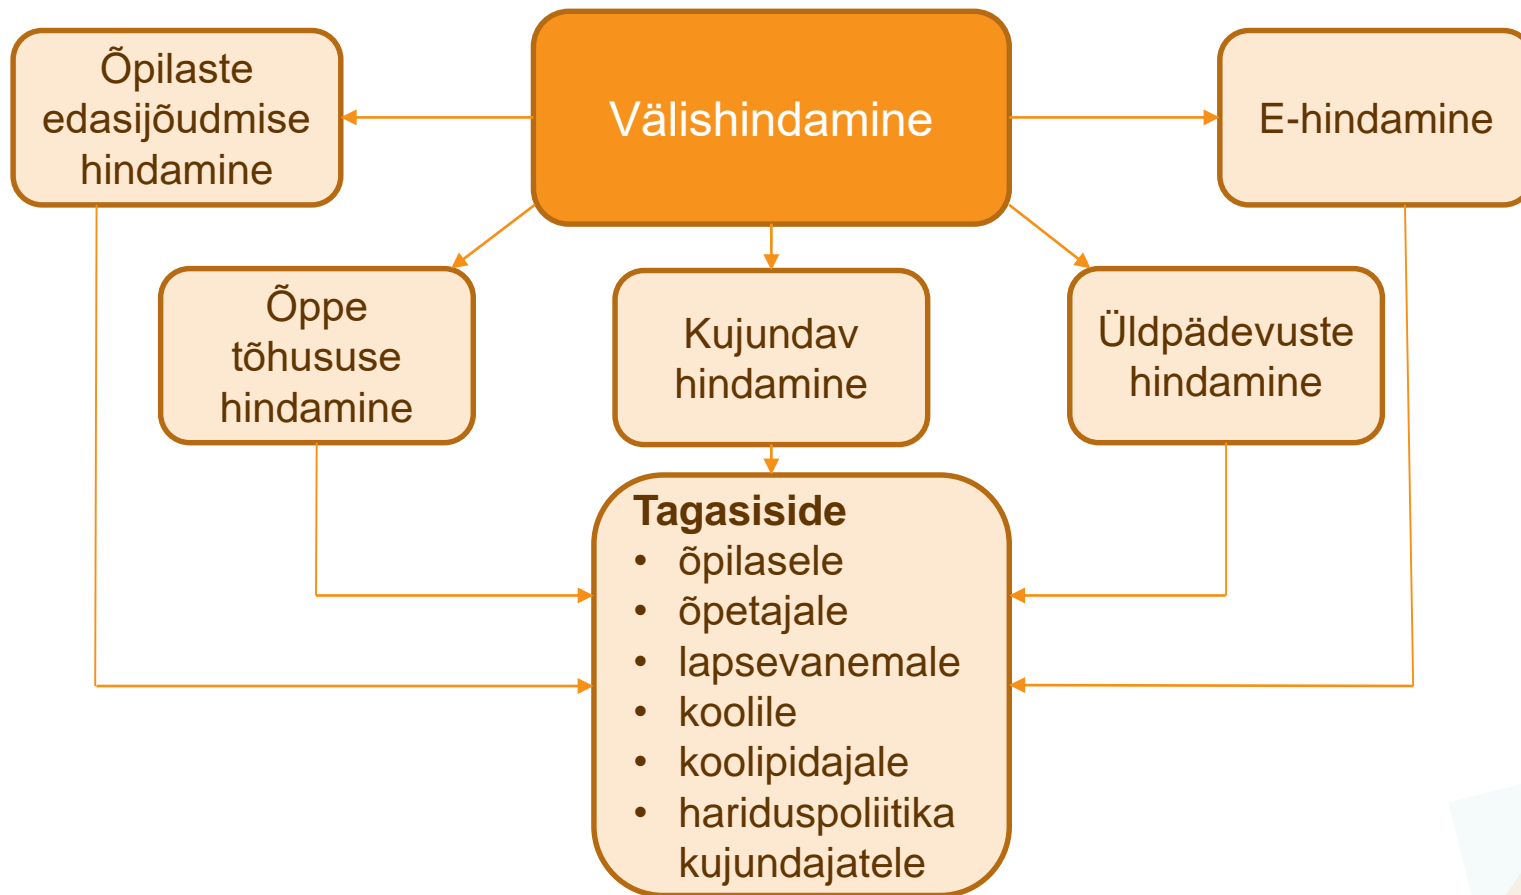 Õpilaste
edasijõudmise
hindamine
Välishindamine
E-hindamine
Õppe
tõhususe
hindamine
Kujundav
hindamine
Üldpädevuste
hindamine
Tagasiside
• õpilasele
• õpetajale
• lapsevanemale
• koolile
• koolipidajale
• hariduspoliitika
kujundajatele